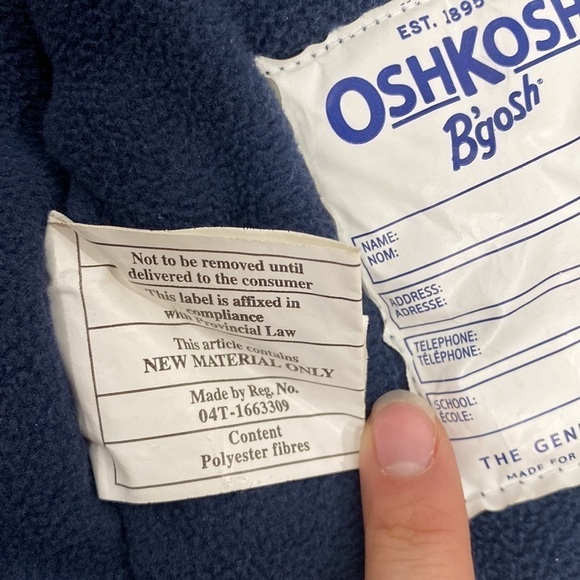 EST. 1895
OSHKOSH
B'gosh
NAME:
NOM:
ADDRESS:
ADRESSE:
TELEPHONE:
TÉLÉPHONE:
SCHOOL:
ÉCOLE:
THE GEN
MADE FOR
Not to be removed until
delivered to the consumer
This label is affixed in
compliance
with Provincial Law
This article contains
NEW MATERIAL ONLY
Made by Reg. No.
04T-1663309
Content
Polyester fibres